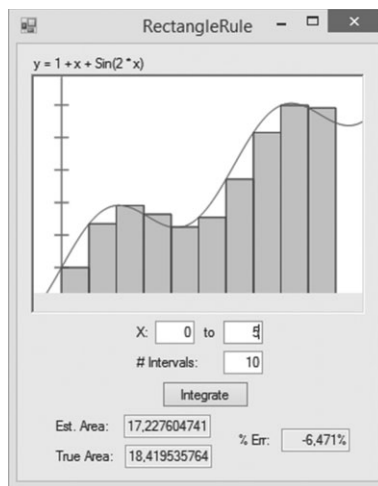 RectangleRule
y = 1 + x + Sin(2 * x)
X: 0 to 5
# Intervals: 10
Integrate
Est. Area: 17,227604741
% Err: -6,471%
True Area: 18,419535764